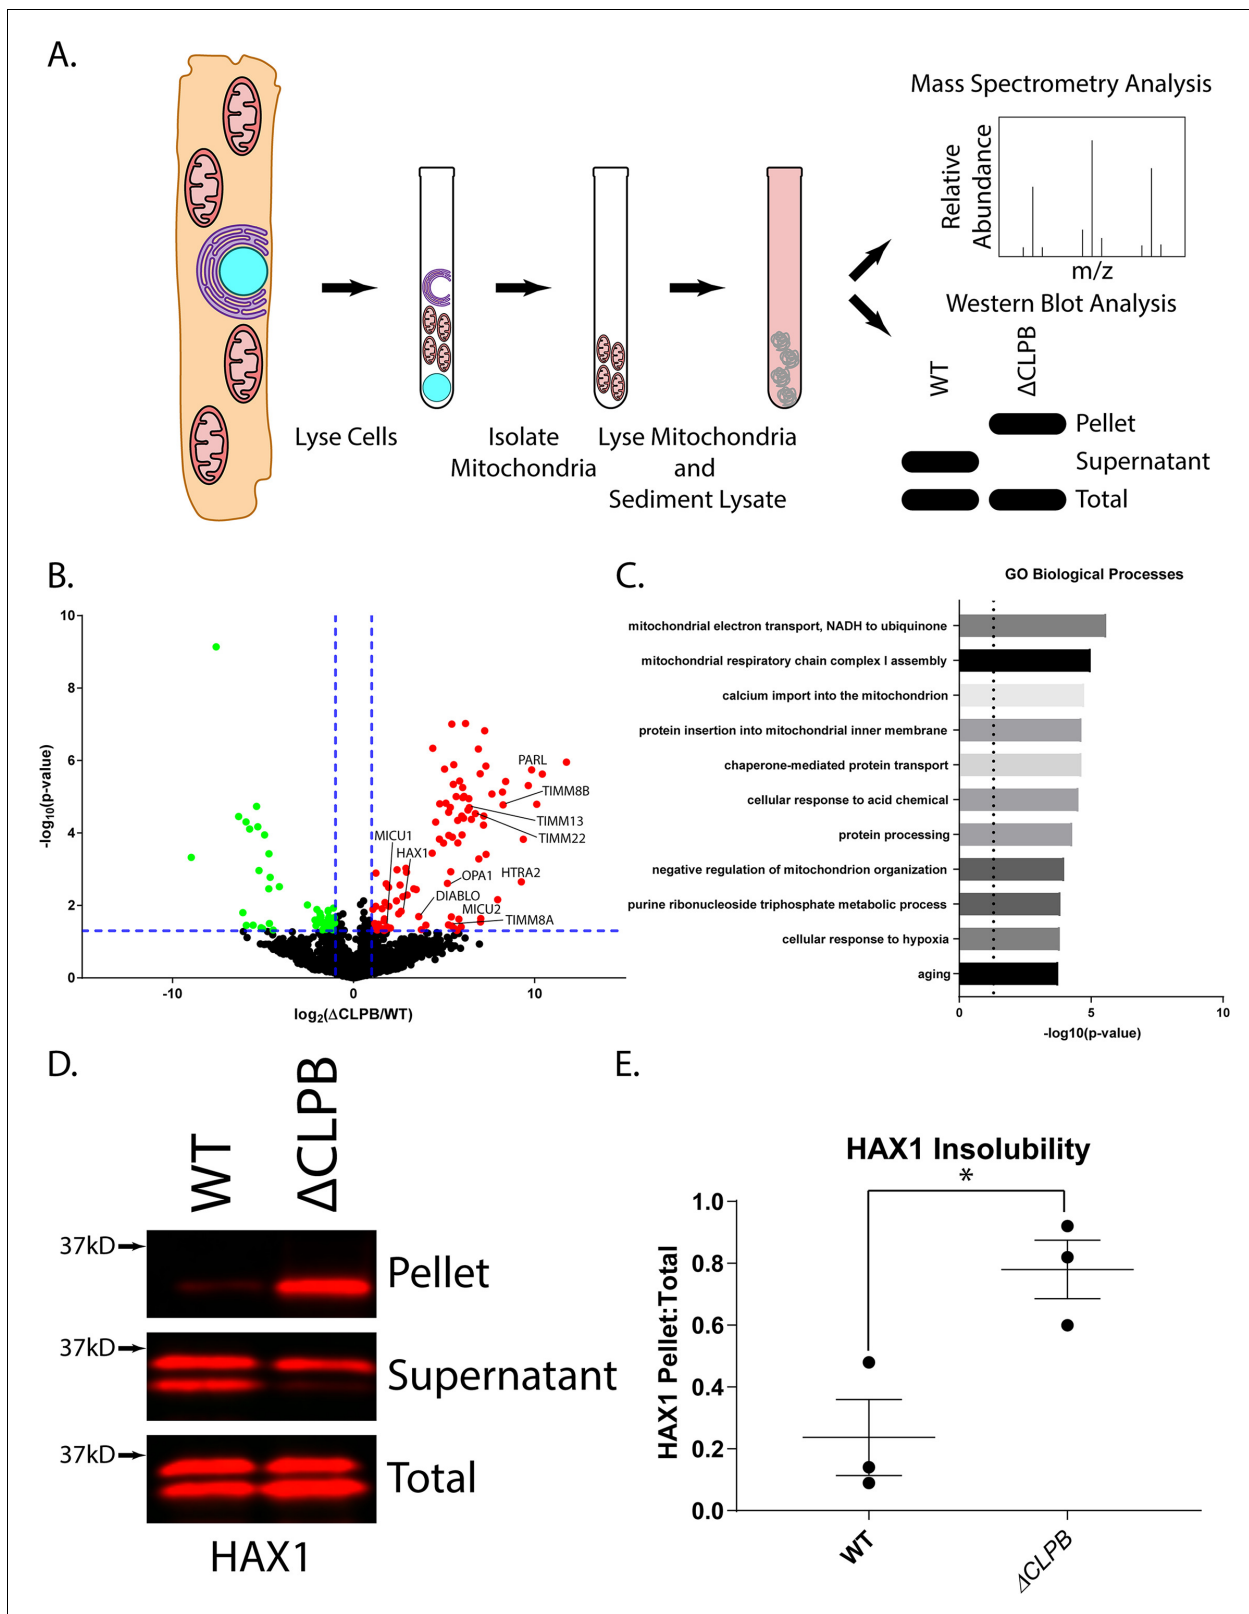 A.
Mass Spectrometry Analysis
Relative
Abundance
m/z
Western Blot Analysis
WT
ΔCLPB
Pellet
Supernatant
Total
Lyse Cells
Isolate
Mitochondria
Lyse Mitochondria
and
Sediment Lysate
B.
10
8
6
4
2
0
-log10(p-value)
-10
0
10
log2(ΔCLPB/WT)
PARL
TIMM8B
TIMM13
TIMM22
MICU1
HAX1
OPA1
HTRA2
DIABLO
MICU2
TIMM8A
C.
GO Biological Processes
mitochondrial electron transport, NADH to ubiquinone
mitochondrial respiratory chain complex I assembly
calcium import into the mitochondrion
protein insertion into mitochondrial inner membrane
chaperone-mediated protein transport
cellular response to acid chemical
protein processing
negative regulation of mitochondrion organization
purine ribonucleoside triphosphate metabolic process
cellular response to hypoxia
aging
0
5
10
-log10(p-value)
D.
WT
ΔCLPB
37kD
Pellet
37kD
Supernatant
37kD
Total
HAX1
E.
HAX1 Insolubility
*
HAX1 Pellet:Total
1.0
0.8
0.6
0.4
0.2
0.0
WT
ΔCLPB